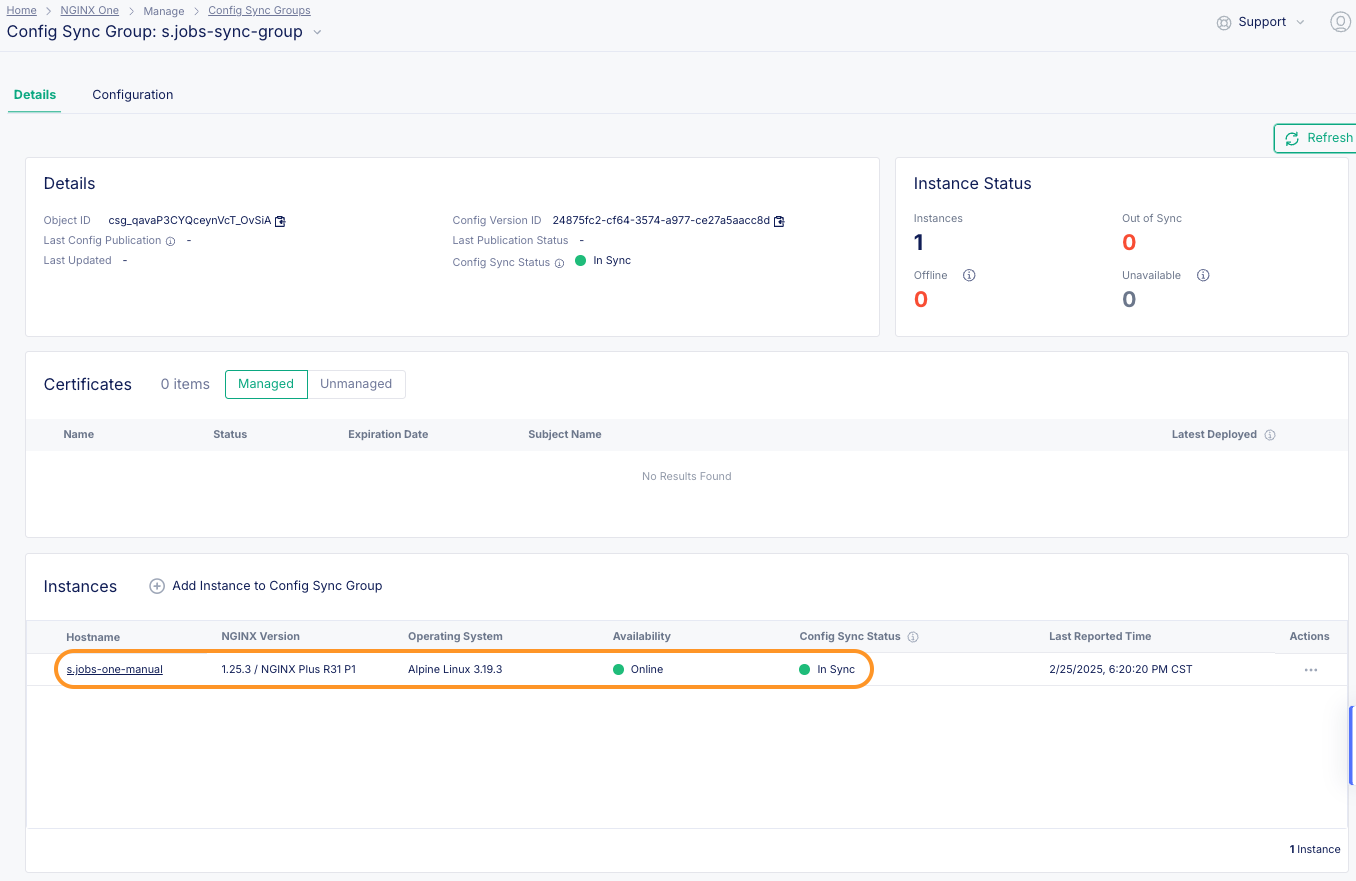 Home > NGINX One > Manage > Config Sync Groups
Config Sync Group: s.jobs-sync-group
Support
Details Configuration
Refresh
Details
Object ID csg_qavaP3CYQceynVcT_OvSiA
Config Version ID 24875fc2-cf64-3574-a977-ce27a5aacc8d
Last Config Publication -
Last Publication Status -
Last Updated -
Config Sync Status In Sync
Instance Status
Instances Out of Sync
1 0
Offline Unavailable
0 0
Certificates 0 items Managed Unmanaged
Name Status Expiration Date Subject Name Latest Deployed
No Results Found
Instances Add Instance to Config Sync Group
Hostname NGINX Version Operating System Availability Config Sync Status Last Reported Time Actions
s.jobs-one-manual 1.25.3 / NGINX Plus R31 P1 Alpine Linux 3.19.3 Online In Sync 2/25/2025, 6:20:20 PM CST ...
1 Instance